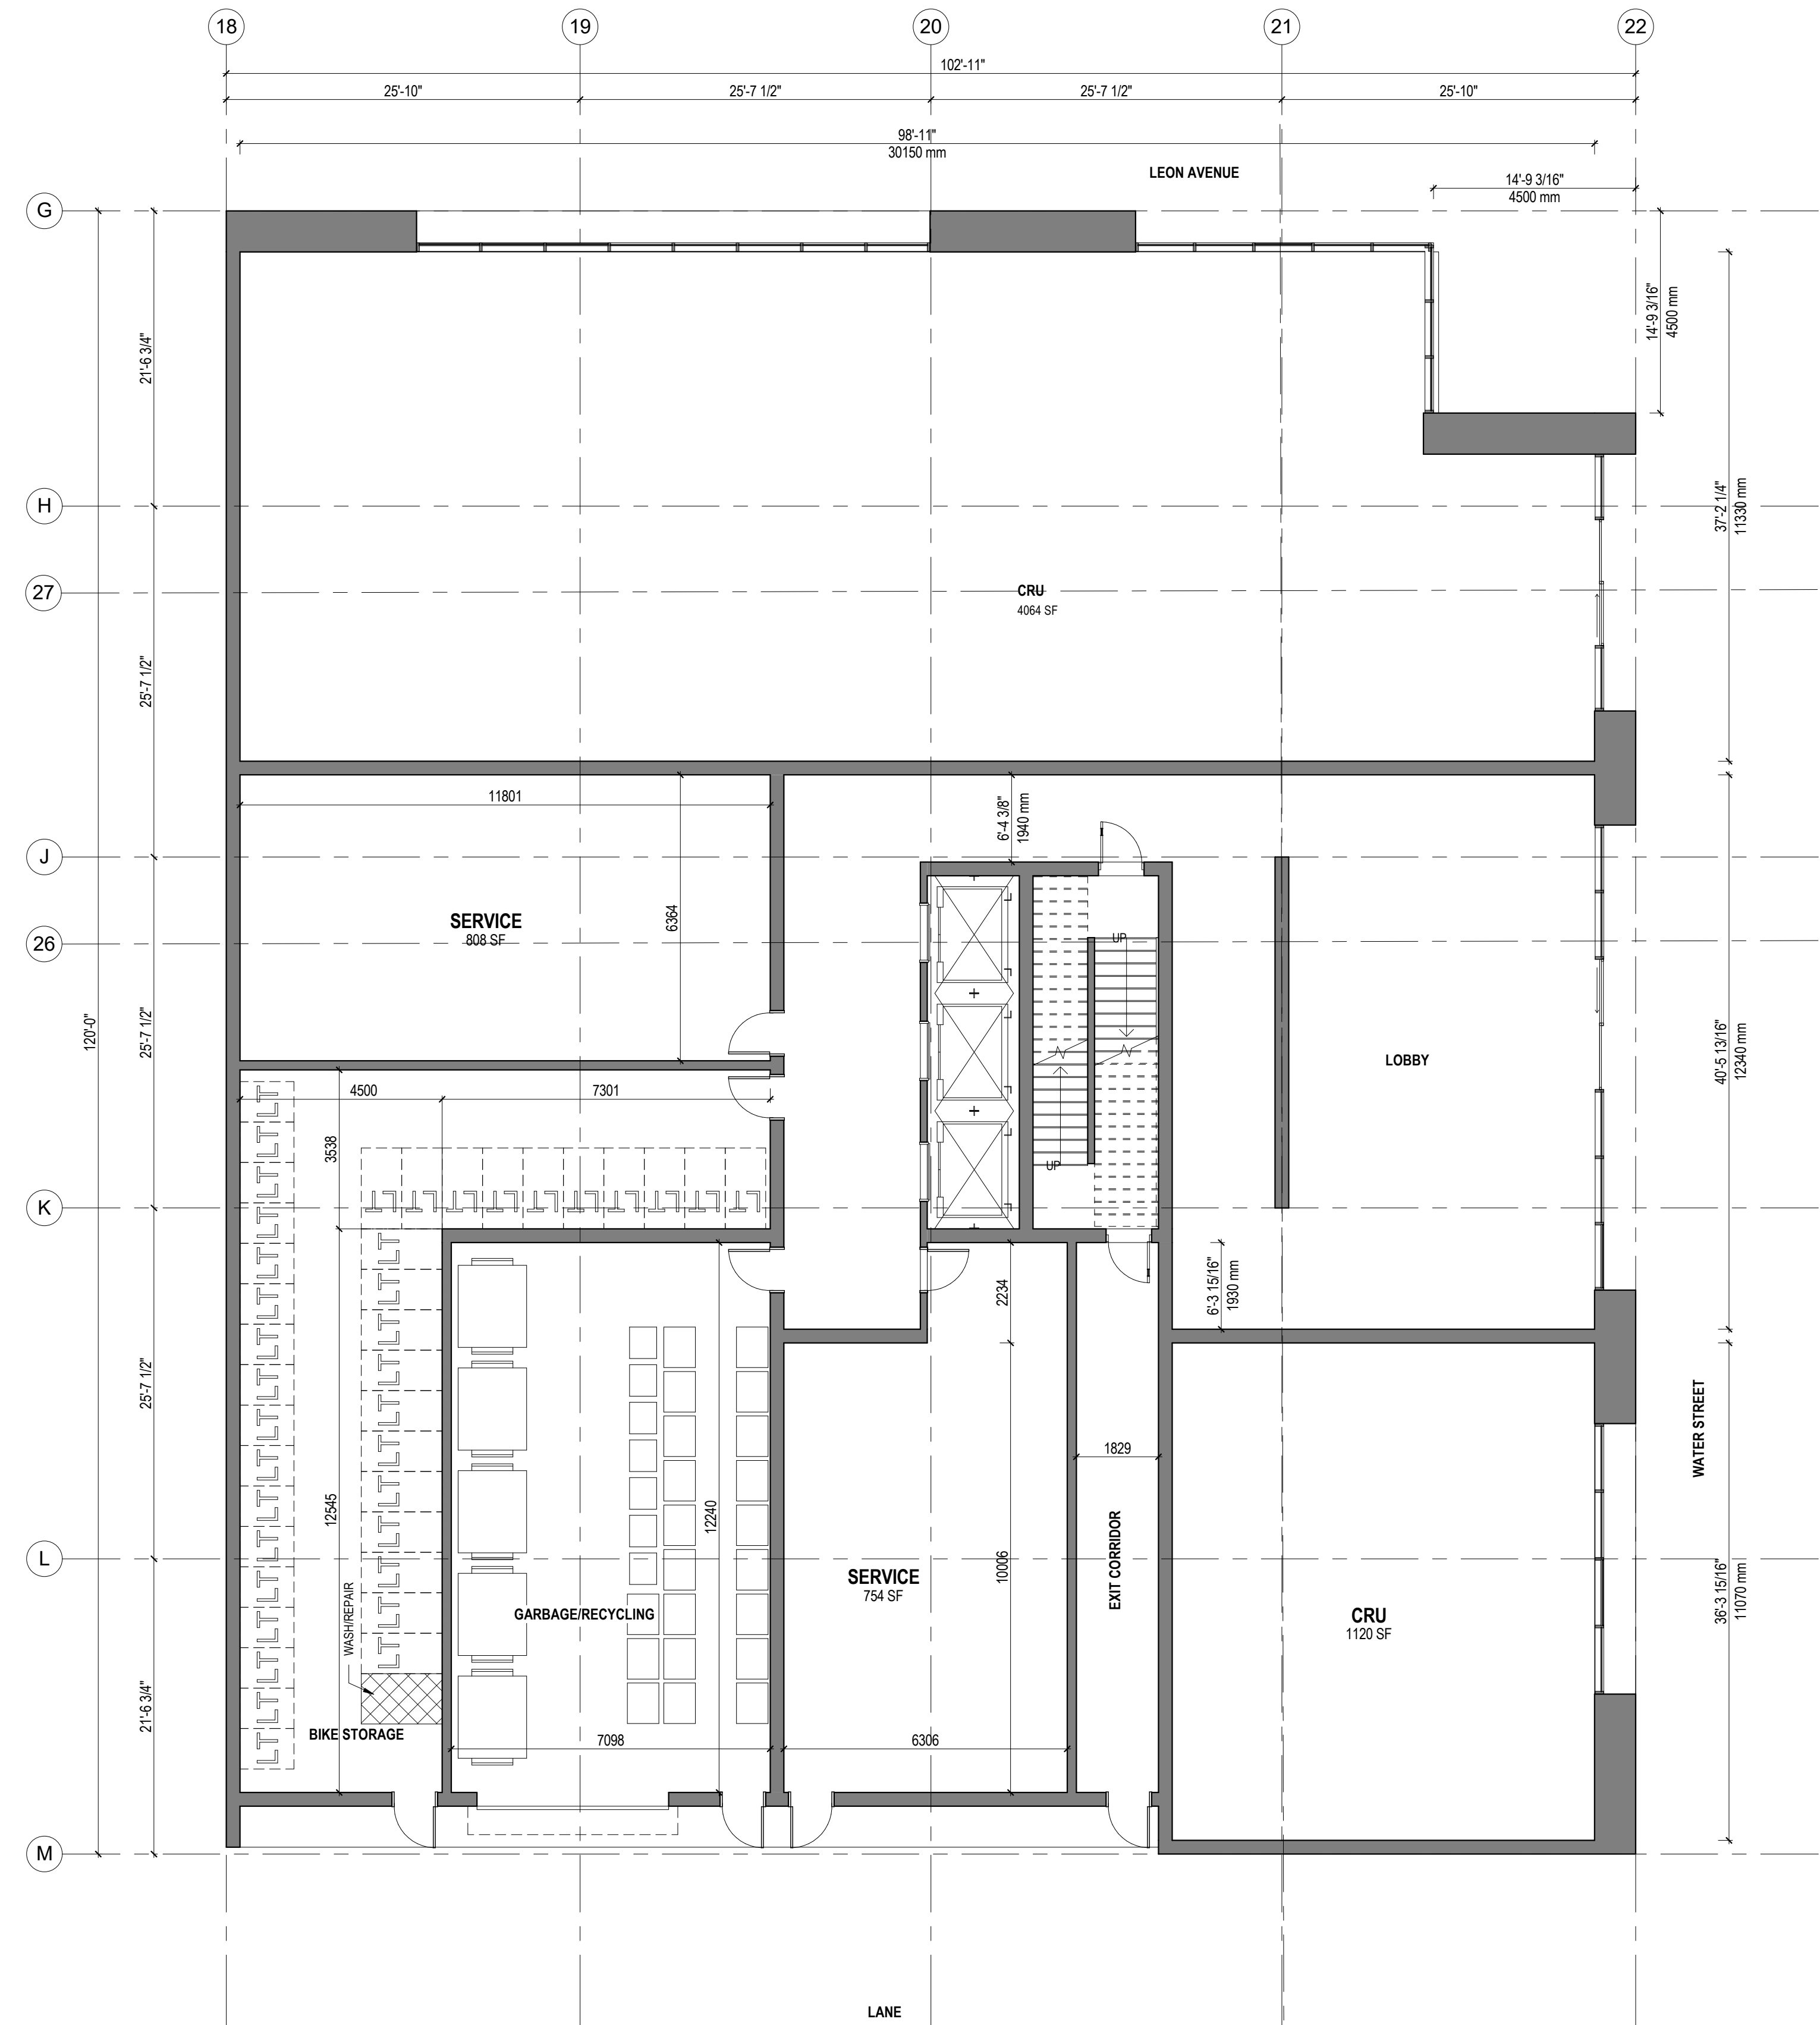 18
19
20
21
22
102'-11"
25'-10"
25'-7 1/2"
25'-7 1/2"
25'-10"
98'-11"
30150 mm
LEON AVENUE
14'-9 3/16"
4500 mm
G
14'-9 3/16"
4500 mm
21'-6 3/4"
H
37'-2 1/4"
11330 mm
27
CRU
4064 SF
25'-7 1/2"
11801
6'-4 3/8"
1940 mm
J
SERVICE
808 SF
6364
26
UP
120'-0"
25'-7 1/2"
LOBBY
40'-5 13/16"
12340 mm
4500
7301
3538
UP
K
2234
6'-3 15/16"
1930 mm
25'-7 1/2"
WATER STREET
1829
12545
12240
EXIT CORRIDOR
L
10006
SERVICE
754 SF
36'-3 15/16"
11070 mm
WASH/REPAIR
GARBAGE/RECYCLING
CRU
1120 SF
21'-6 3/4"
BIKE STORAGE
7098
6306
M
LANE